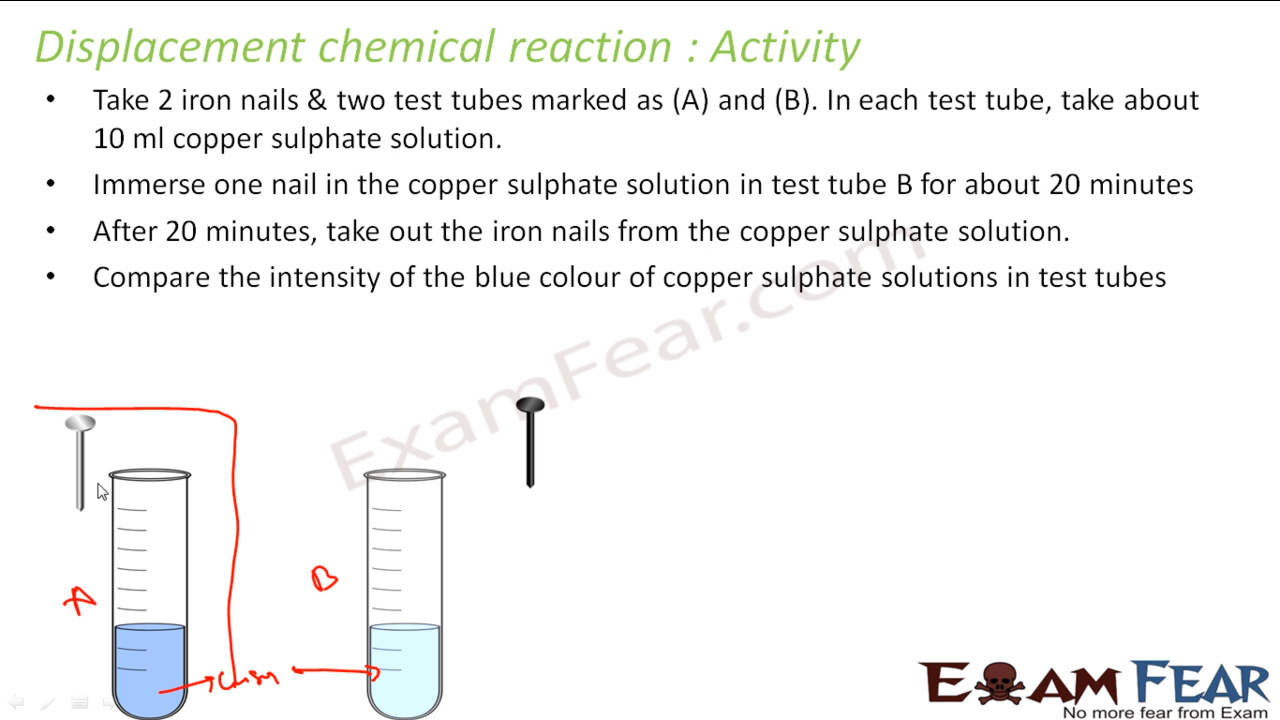 Displacement chemical reaction : Activity
• Take 2 iron nails & two test tubes marked as (A) and (B). In each test tube, take about
10 ml copper sulphate solution.
• Immerse one nail in the copper sulphate solution in test tube B for about 20 minutes
• After 20 minutes, take out the iron nails from the copper sulphate solution.
• Compare the intensity of the blue colour of copper sulphate solutions in test tubes
ExamFear.com
A
B
EXAM FEAR
No more fear from Exam